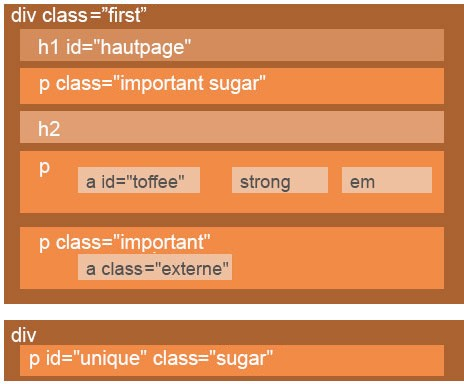 div class=”first”
h1 id="hautpage"
p class="important sugar"
h2
p
a id="toffee" strong em
p class="important"
a class="externe"
div
p id="unique" class="sugar"